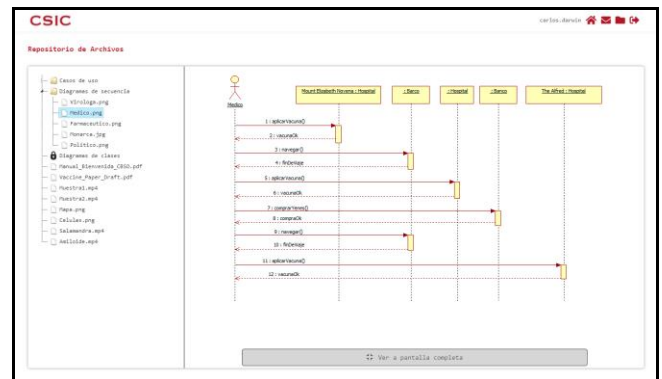 CSIC
carlos.darwin
Repositorio de Archivos
Casos de uso
Diagramas de secuencia
Virologa.png
Medico.png
Farmaceutico.png
Monarca.jpg
Politico.png
Diagramas de clases
Manual_Bienvenida_CBSD.pdf
Vaccine_Paper_Draft.pdf
Muestra1.mp4
Muestra2.mp4
Mapa.png
Celulas.png
Salamandra.mp4
Amiloide.mp4
Medico
Mount Elizabeth Novena : Hospital
: Barco
: Hospital
: Banco
The Alfred : Hospital
1 : aplicarVacuna()
2 : vacunaOk
3 : navegar()
4 : finDeViaje
5 : aplicarVacuna()
6 : vacunaOk
7 : comprarYenes()
8 : compraOk
9 : navegar()
10 : finDeViaje
11 : aplicarVacuna()
12 : vacunaOk
Ver a pantalla completa